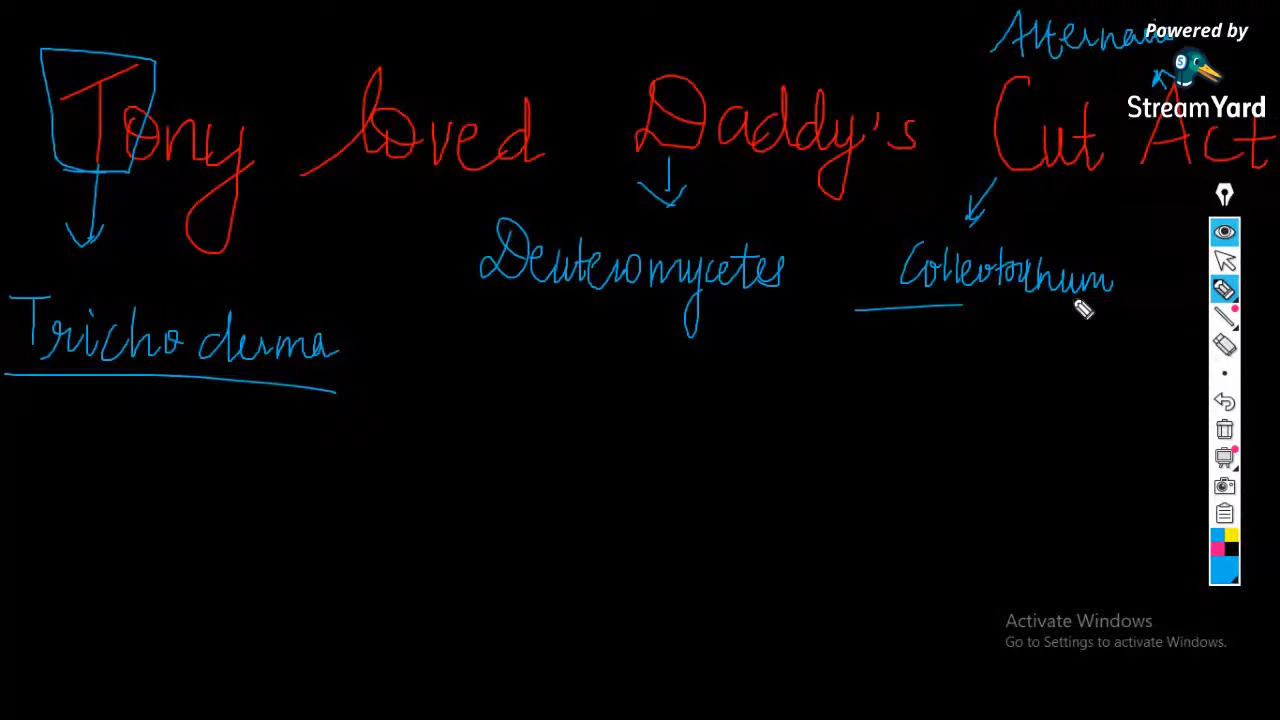 Alternaria
Powered by
StreamYard
Tony loved Daddy's Cut Act
Deuteromycetes
Colleotorhum
Trichoderma
Activate Windows
Go to Settings to activate Windows.